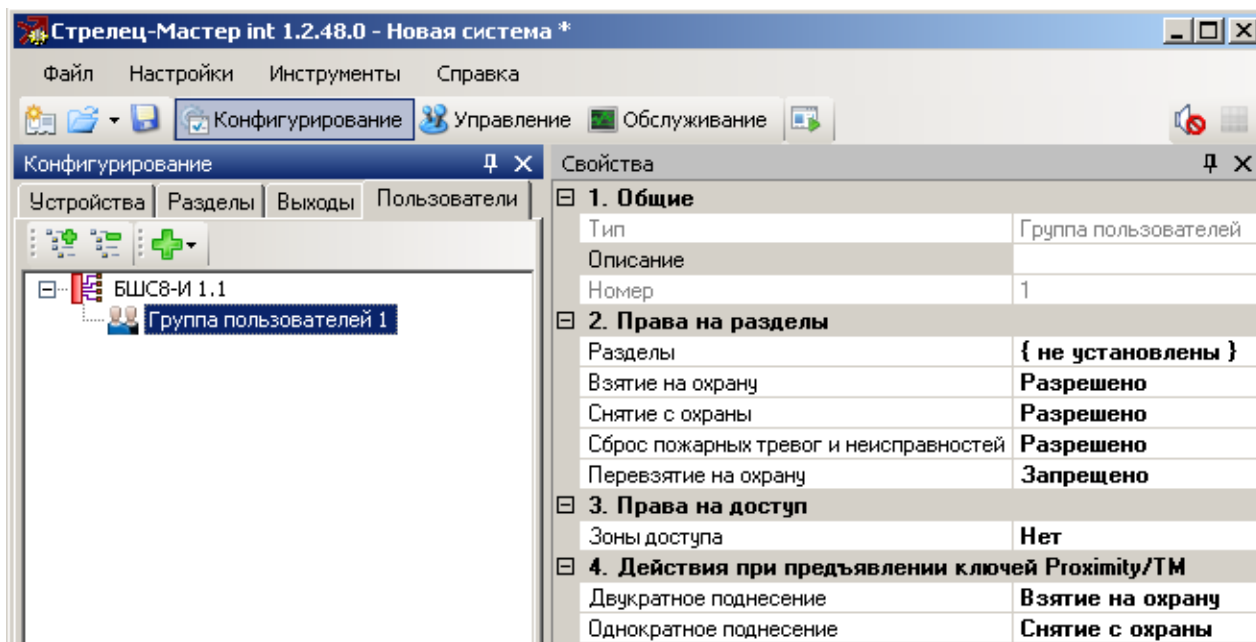 Стрелец-Мастер int 1.2.48.0 - Новая система *
Файл Настройки Инструменты Справка
Конфигурирование Управление Обслуживание
Конфигурирование
Устройства Разделы Выходы Пользователи
БШС8-И 1.1
Группа пользователей 1
Свойства
1. Общие
Тип Группа пользователей
Описание
Номер 1
2. Права на разделы
Разделы { не установлены }
Взятие на охрану Разрешено
Снятие с охраны Разрешено
Сброс пожарных тревог и неисправностей Разрешено
Перевзятие на охрану Запрещено
3. Права на доступ
Зоны доступа Нет
4. Действия при предъявлении ключей Proximity/TM
Двукратное поднесение Взятие на охрану
Однократное поднесение Снятие с охраны